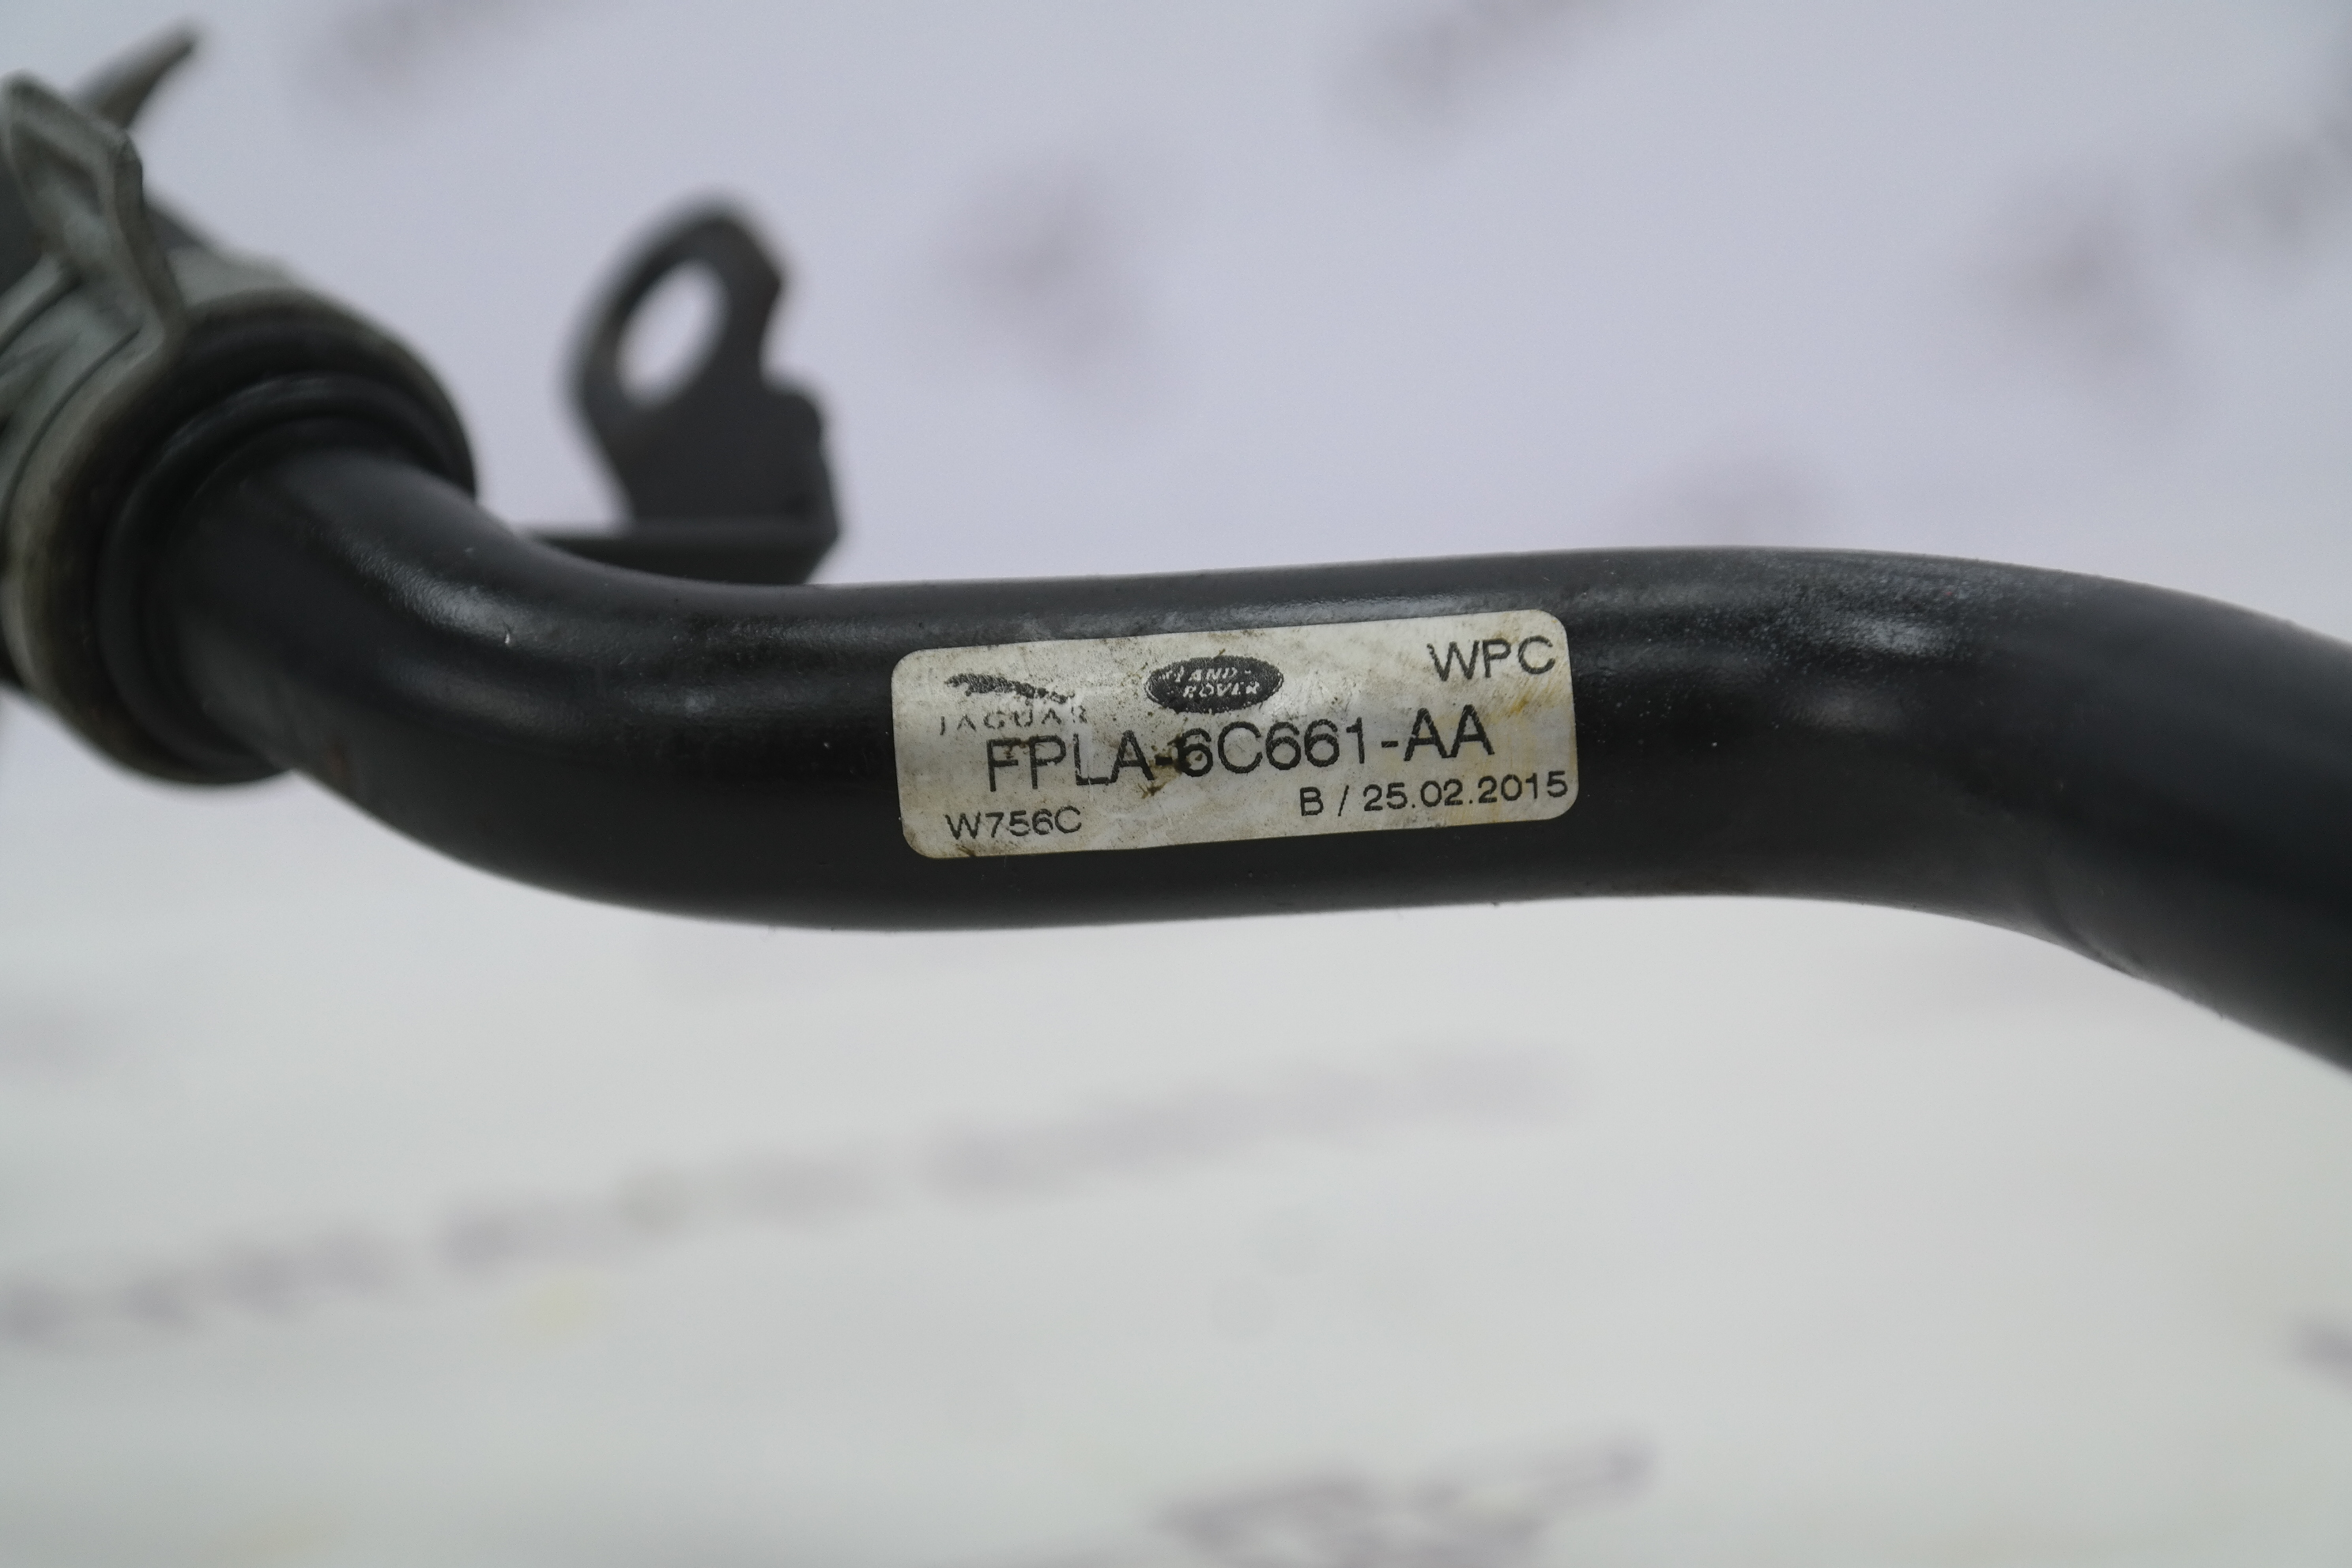 WPC
JAGUAR
LAND
ROVER
FPLA-6C661-AA
W756C
B / 25.02.2015